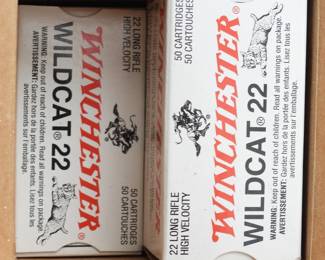 WINCHESTER
WILDCAT® 22
WARNING: Keep out of reach of children. Read all warnings on package.
AVERTISSEMENT: Gardez hors de la portée des enfants. Lisez tous les
avertissements sur l'emballage.
22 LONG RIFLE
HIGH VELOCITY
50 CARTRIDGES
50 CARTOUCHES
22 LONG RIFLE
HIGH VELOCITY
50 CARTRIDGES
50 CARTOUCHES
WINCHESTER
WILDCAT® 22
WARNING: Keep out of reach of children. Read all warnings on package.
AVERTISSEMENT: Gardez hors de la portée des enfants. Lisez tous les
avertissements sur l'emballage.